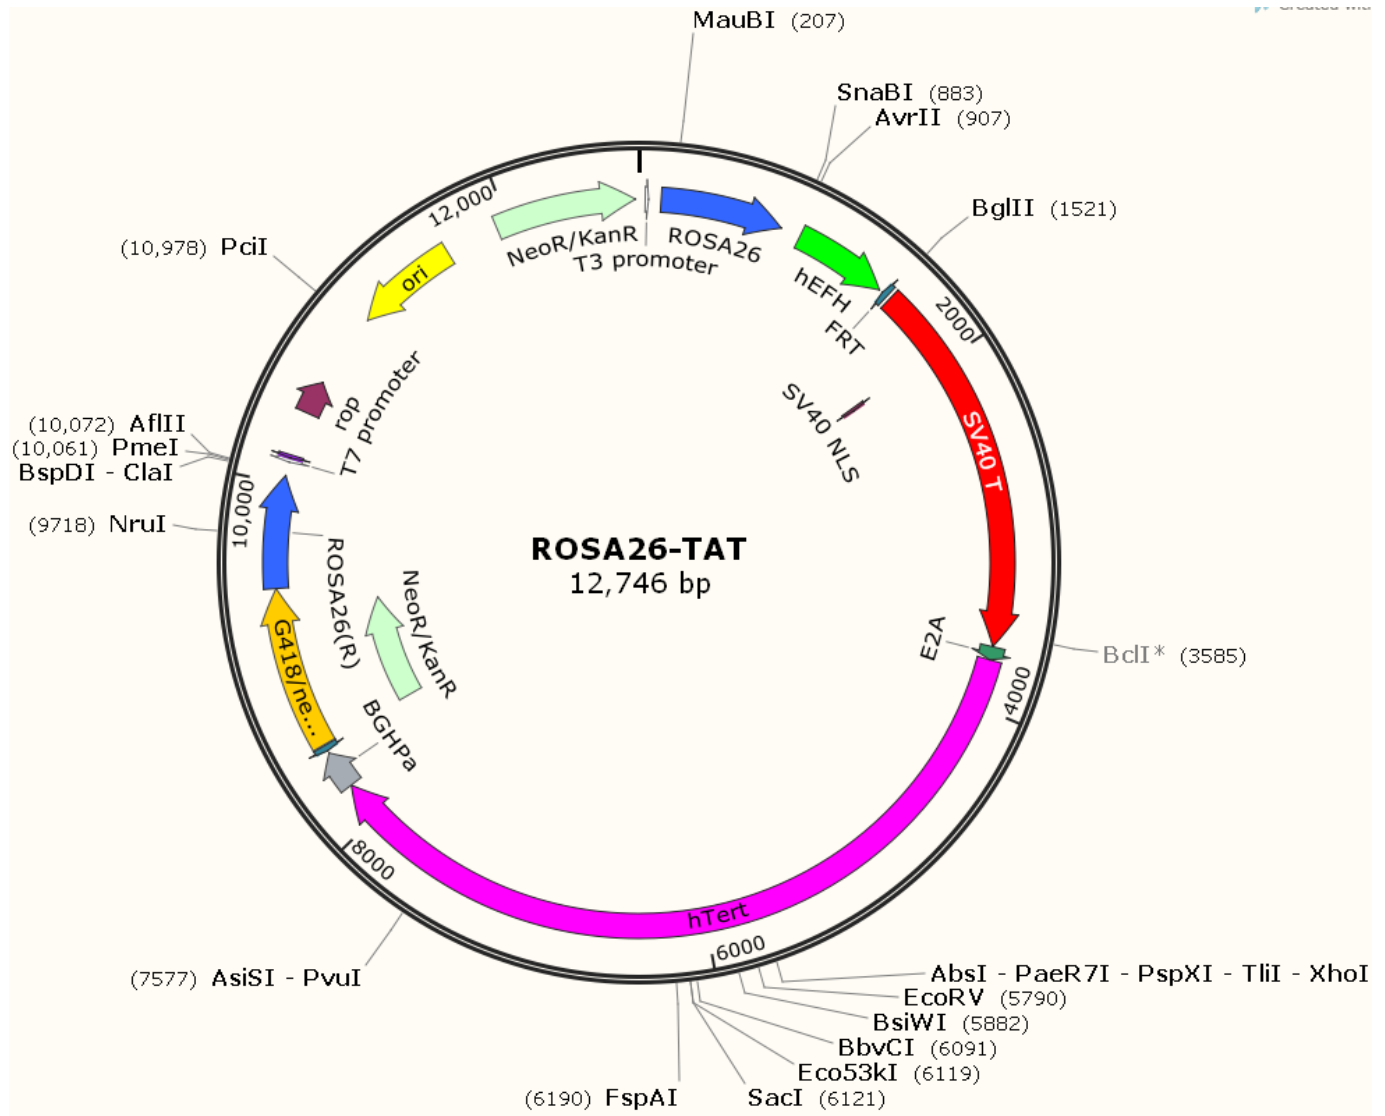 MauBI (207)
SnaBI (883)
AvrII (907)
BglII (1521)
12,000
(10,978) PciI
NeoR/KanR
T3 promoter
ROSA26
hEFH
FRT
2000
ori
SV40 NLS
SV40 T
rop
T7 promoter
(10,072) AflII
(10,061) PmeI
BspDI - ClaI
10,000
(9718) NruI
ROSA26-TAT
12,746 bp
ROSA26(R)
NeoR/KanR
G418/ne...
BGHPa
E2A
BclI* (3585)
4000
8000
hTert
6000
(7577) AsiSI - PvuI
AbsI - PaeR7I - PspXI - TliI - XhoI
EcoRV (5790)
BsiWI (5882)
BbvCI (6091)
Eco53kI (6119)
SacI (6121)
(6190) FspAI